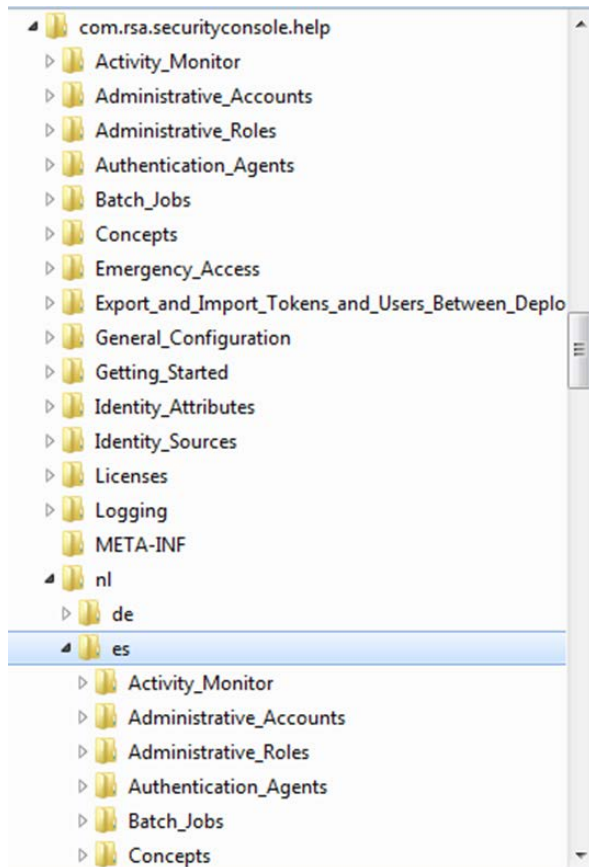 com.rsa.securityconsole.help
Activity_Monitor
Administrative_Accounts
Administrative_Roles
Authentication_Agents
Batch_Jobs
Concepts
Emergency_Access
Export_and_Import_Tokens_and_Users_Between_Deplo
General_Configuration
Getting_Started
Identity_Attributes
Identity_Sources
Licenses
Logging
META-INF
nl
de
es
Activity_Monitor
Administrative_Accounts
Administrative_Roles
Authentication_Agents
Batch_Jobs
Concepts